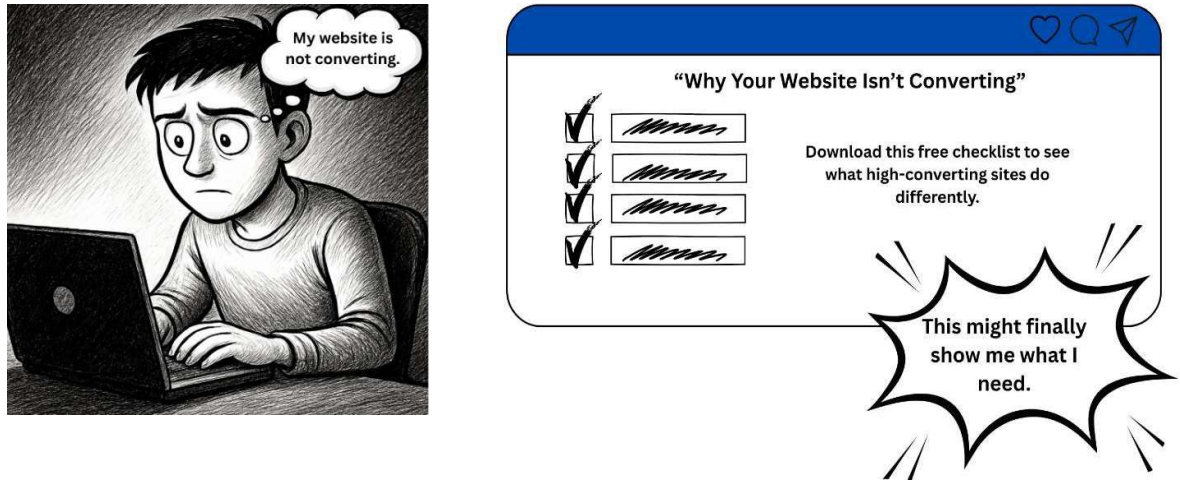 My website is
not converting.
“Why Your Website Isn’t Converting”
Download this free checklist to see
what high-converting sites do
differently.
This might finally
show me what I
need.